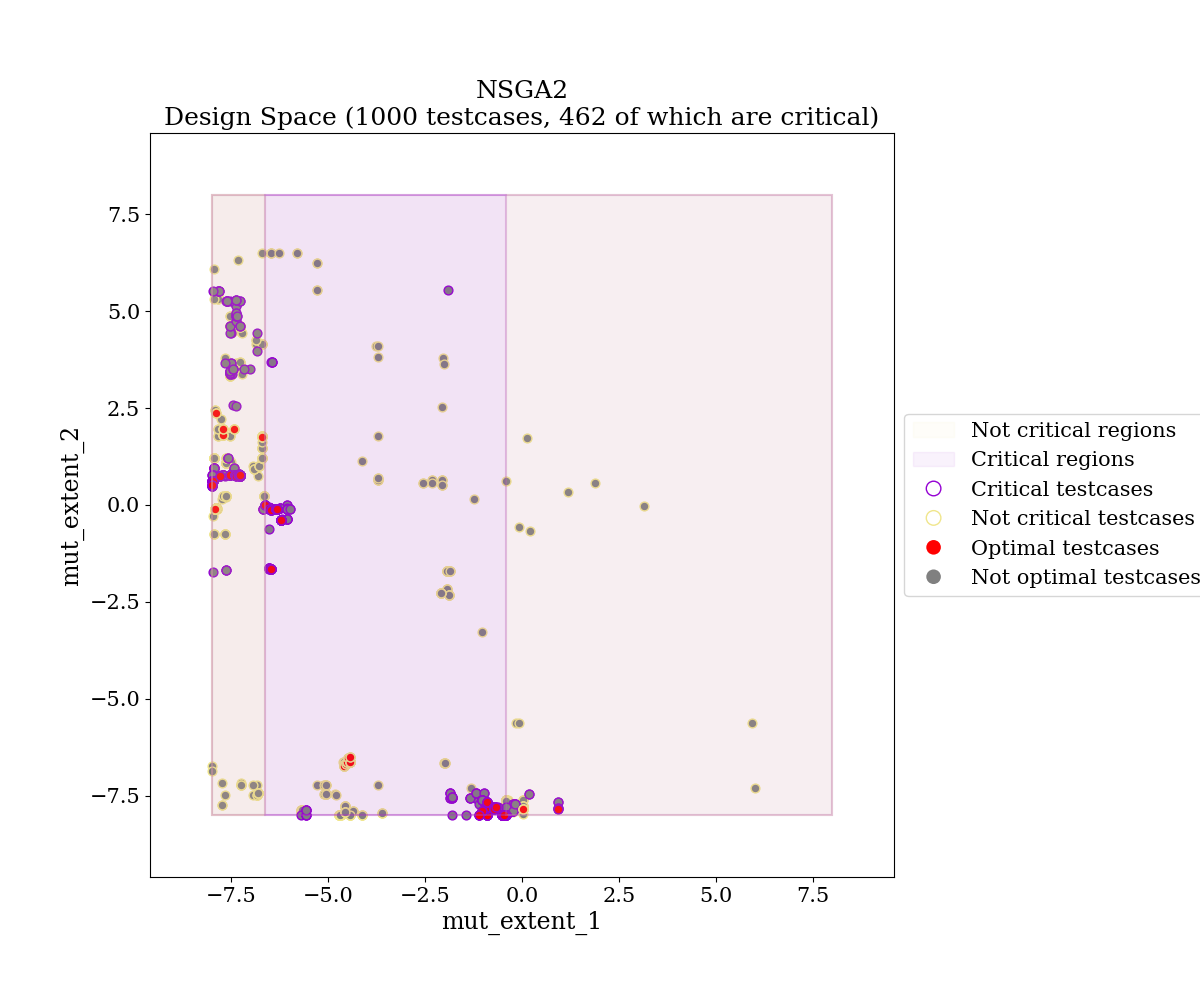 NSGA2
Design Space (1000 testcases, 462 of which are critical)
7.5
5.0
2.5
0.0
−2.5
−5.0
−7.5
mut_extent_2
−7.5
−5.0
−2.5
0.0
2.5
5.0
7.5
mut_extent_1
Not critical regions
Critical regions
Critical testcases
Not critical testcases
Optimal testcases
Not optimal testcases